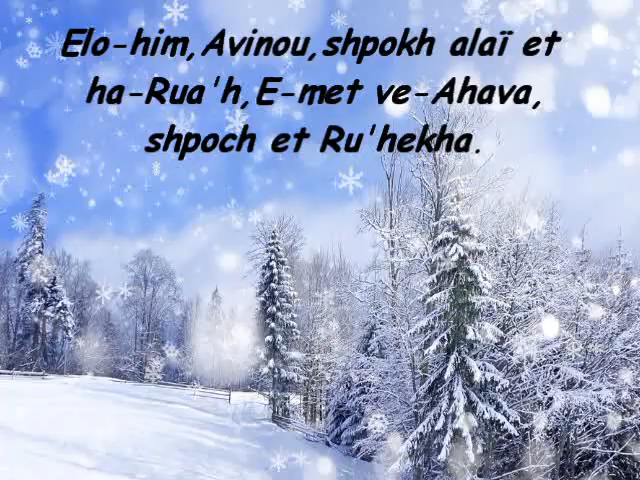 Elo-him,Avinou,shpokh alaï et
ha-Rua'h,E-met ve-Ahava,
shpoch et Ru'hekha.